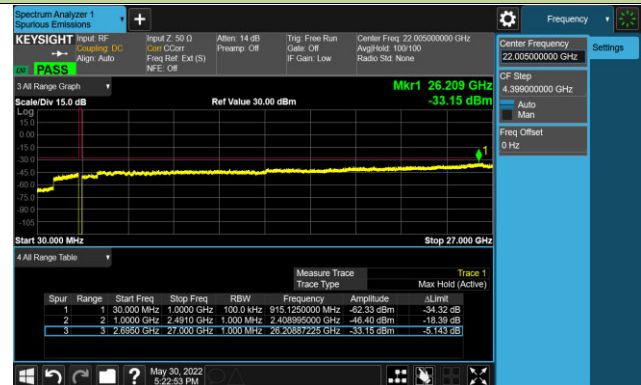 Spectrum Analyzer 1
Spurious Emissions
Frequency
KEYSIGHT
Input: RF
Coupling: DC
Align: Auto
Input Z: 50 Ω
Corr CCorr
Freq Ref: Ext (S)
NFE: Off
Atten: 14 dB
Preamp: Off
Trig: Free Run
Gate: Off
IF Gain: Low
Center Freq: 22.005000000 GHz
Avg|Hold: 100/100
Radio Std: None
LXI PASS
Center Frequency
22.005000000 GHz
Settings
CF Step
4.399000000 GHz
Auto
Man
Freq Offset
0 Hz
3 All Range Graph
Mkr1 26.209 GHz
Scale/Div 15.0 dB
Ref Value 30.00 dBm
-33.15 dBm
Log
15.0
0.00
-15.0
-30.0
-45.0
-60.0
-75.0
-90.0
-105
1
Start 30.000 MHz
Stop 27.000 GHz
4 All Range Table
Measure Trace Trace 1
Trace Type Max Hold (Active)
Spur Range Start Freq Stop Freq RBW Frequency Amplitude ΔLimit
1 1 30.000 MHz 1.0000 GHz 100.0 kHz 915.1250000 MHz -62.33 dBm -34.32 dB
2 2 1.0000 GHz 2.4910 GHz 1.000 MHz 2.408995000 GHz -46.40 dBm -18.39 dB
3 3 2.6950 GHz 27.000 GHz 1.000 MHz 26.20887225 GHz -33.15 dBm -5.143 dB
?
May 30, 2022
5:22:53 PM